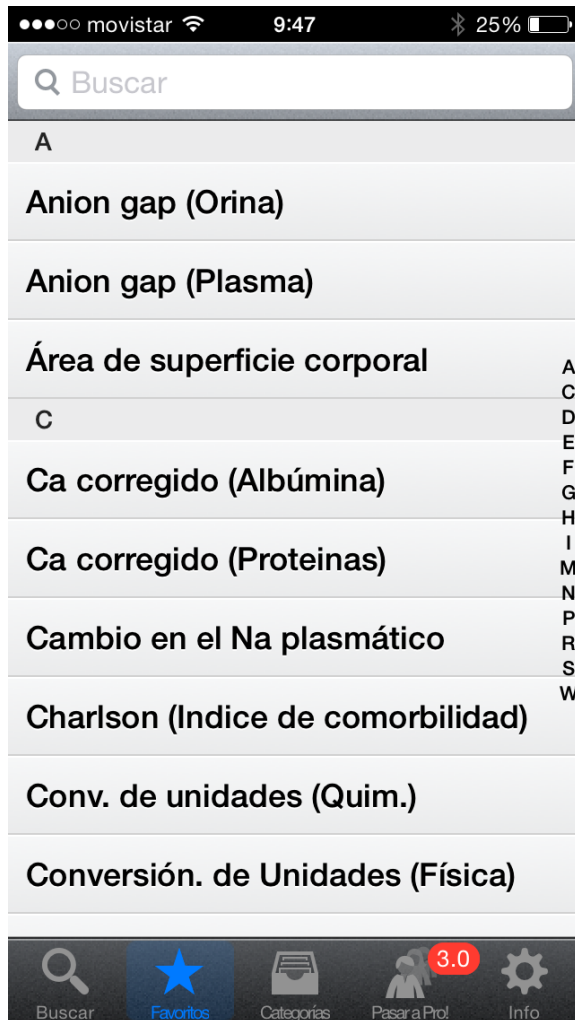 movistar 9:47 25%
Buscar
A
Anion gap (Orina)
Anion gap (Plasma)
Área de superficie corporal
C
Ca corregido (Albúmina)
Ca corregido (Proteinas)
Cambio en el Na plasmático
Charlson (Indice de comorbilidad)
Conv. de unidades (Quim.)
Conversión. de Unidades (Física)
A
C
D
E
F
G
H
I
M
N
P
R
S
W
3.0
Buscar Favoritos Categorías Pasar a Pro! Info